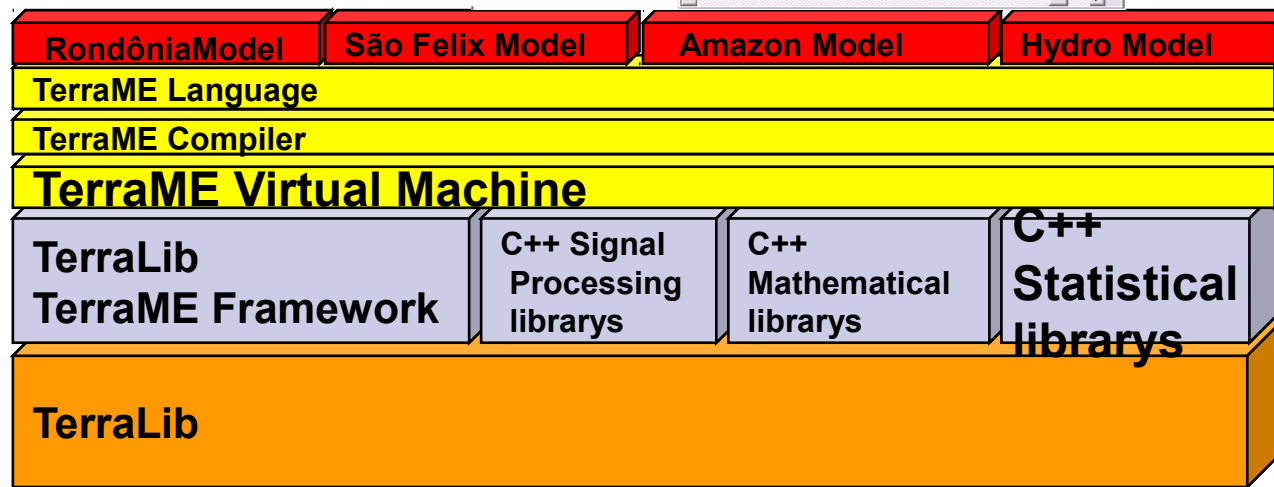 RondôniaModel
São Felix Model
Amazon Model
Hydro Model
TerraME Language
TerraME Compiler
TerraME Virtual Machine
TerraLib
TerraME Framework
C++ Signal
Processing
librarys
C++
Mathematical
librarys
C++
Statistical
librarys
TerraLib